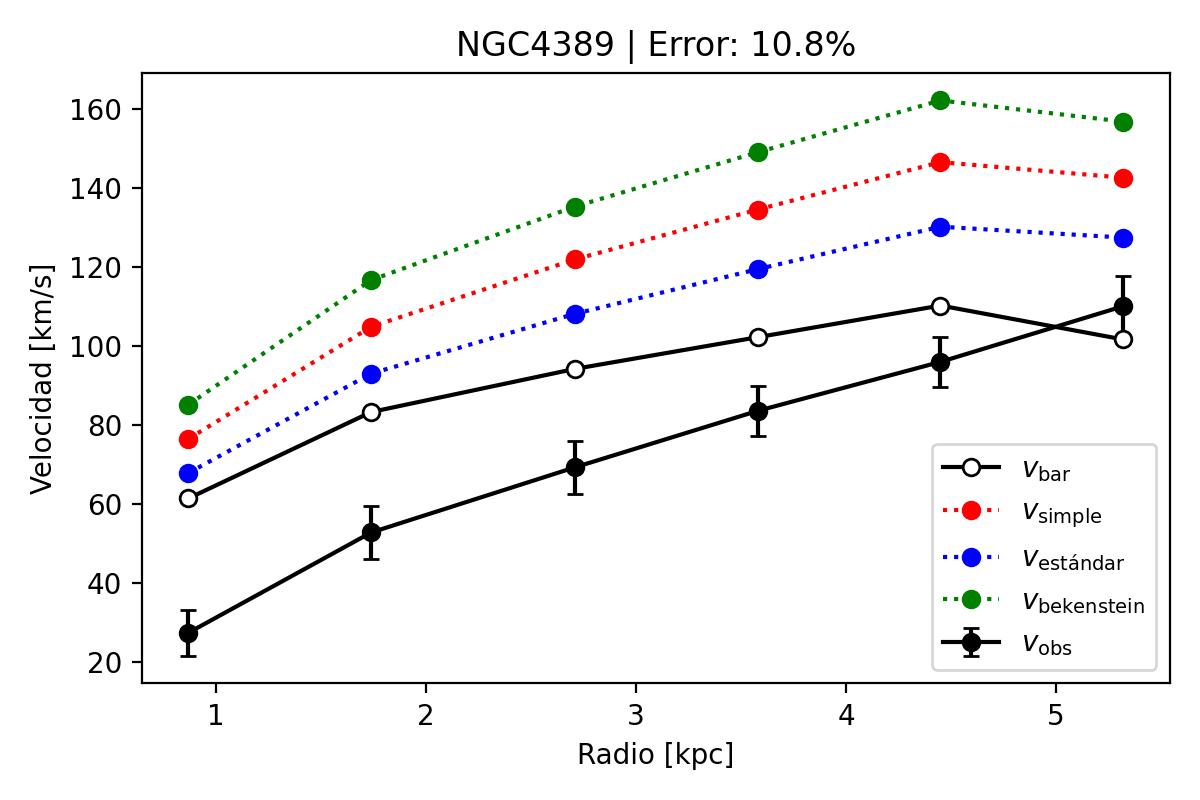 NGC4389 | Error: 10.8%
Velocidad [km/s]
160
140
120
100
80
60
40
20
v_bar
v_simple
v_estándar
v_bekenstein
v_obs
1 2 3 4 5
Radio [kpc]